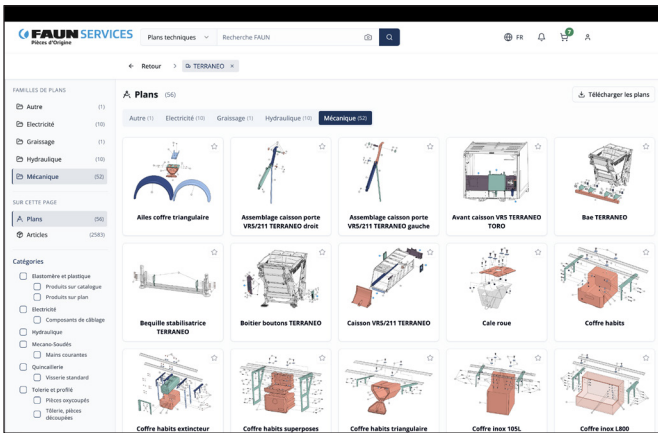 FAUN SERVICES
Pièces d'Origine
Plans techniques
Recherche FAUN
FR
7
Retour
TERRANEO ×
FAMILLES DE PLANS
Autre (1)
Electricité (10)
Graissage (1)
Hydraulique (10)
Mécanique (52)
SUR CETTE PAGE
Plans (56)
Articles (2583)
Catégories
Elastomère et plastique
Produits sur catalogue
Produits sur plan
Electricité
Composants de câblage
Hydraulique
Mecano-Soudés
Mains courantes
Quincaillerie
Visserie standard
Tolerie et profilé
Pièces oxycoupés
Tôlerie, pièces
découpées
Plans (56)
Télécharger les plans
Autre (1) Electricité (10) Graissage (1) Hydraulique (10) Mécanique (52)
Ailes coffre triangulaire
Assemblage caisson porte
VRS/211 TERRANEO droit
Assemblage caisson porte
VRS/211 TERRANEO gauche
Avant caisson VRS TERRANEO
TORO
Bae TERRANEO
Bequille stabilisatrice
TERRANEO
Boitier boutons TERRANEO
Caisson VRS/211 TERRANEO
Cale roue
Coffre habits
Coffre habits extincteur
Coffre habits superposes
Coffre habits triangulaire
Coffre inox 105L
Coffre inox L800